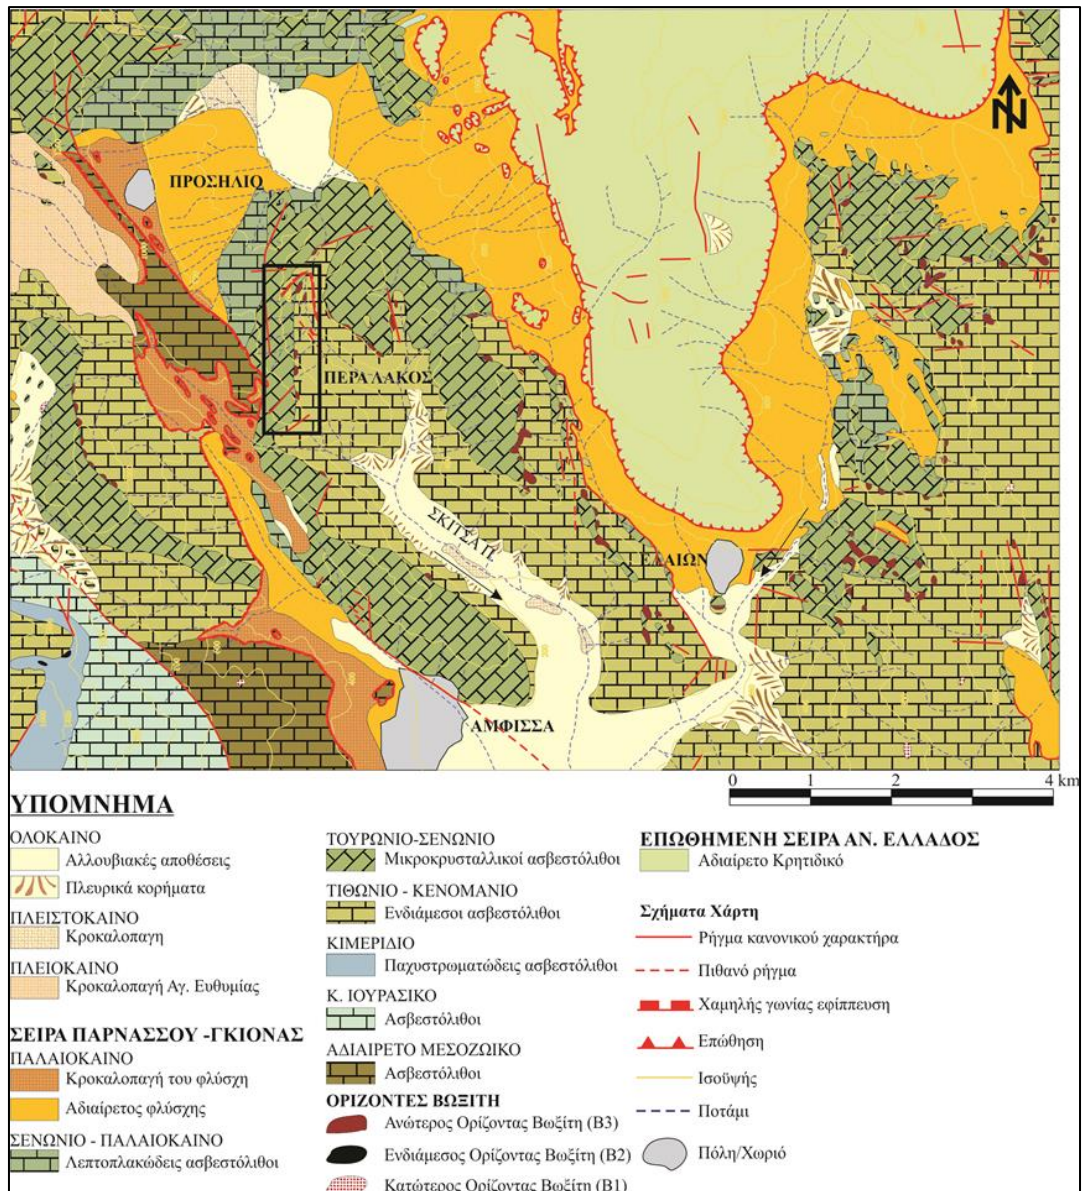 N
ΠΡΟΣΗΛΙΟ
ΠΕΡΑ ΛΑΚΟΣ
ΣΚΙΤΣΑ Π.
ΕΛΑΙΩΝ
ΑΜΦΙΣΣΑ
0 1 2 4 km
ΥΠΟΜΝΗΜΑ
ΟΛΟΚΑΙΝΟ
Αλλουβιακές αποθέσεις
Πλευρικά κορήματα
ΠΛΕΙΣΤΟΚΑΙΝΟ
Κροκαλοπαγη
ΠΛΕΙΟΚΑΙΝΟ
Κροκαλοπαγή Αγ. Ευθυμίας
ΣΕΙΡΑ ΠΑΡΝΑΣΣΟΥ -ΓΚΙΟΝΑΣ
ΠΑΛΑΙΟΚΑΙΝΟ
Κροκαλοπαγή του φλύσχη
Αδιαίρετος φλύσχης
ΣΕΝΩΝΙΟ - ΠΑΛΑΙΟΚΑΙΝΟ
Λεπτοπλακώδεις ασβεστόλιθοι
ΤΟΥΡΩΝΙΟ-ΣΕΝΩΝΙΟ
Μικροκρυσταλλικοί ασβεστόλιθοι
ΤΙΘΩΝΙΟ - ΚΕΝΟΜΑΝΙΟ
Ενδιάμεσοι ασβεστόλιθοι
ΚΙΜΕΡΙΔΙΟ
Παχυστρωματώδεις ασβεστόλιθοι
Κ. ΙΟΥΡΑΣΙΚΟ
Ασβεστόλιθοι
ΑΔΙΑΙΡΕΤΟ ΜΕΣΟΖΩΙΚΟ
Ασβεστόλιθοι
ΟΡΙΖΟΝΤΕΣ ΒΩΞΙΤΗ
Ανώτερος Ορίζοντας Βωξίτη (Β3)
Ενδιάμεσος Ορίζοντας Βωξίτη (Β2)
Κατώτερος Ορίζοντας Βωξίτη (Β1)
ΕΠΩΘΗΜΕΝΗ ΣΕΙΡΑ ΑΝ. ΕΛΛΑΔΟΣ
Αδιαίρετο Κρητιδικό
Σχήματα Χάρτη
Ρήγμα κανονικού χαρακτήρα
Πιθανό ρήγμα
Χαμηλής γωνίας εφίππευση
Επώθηση
Ισοϋψής
Ποτάμι
Πόλη/Χωριό